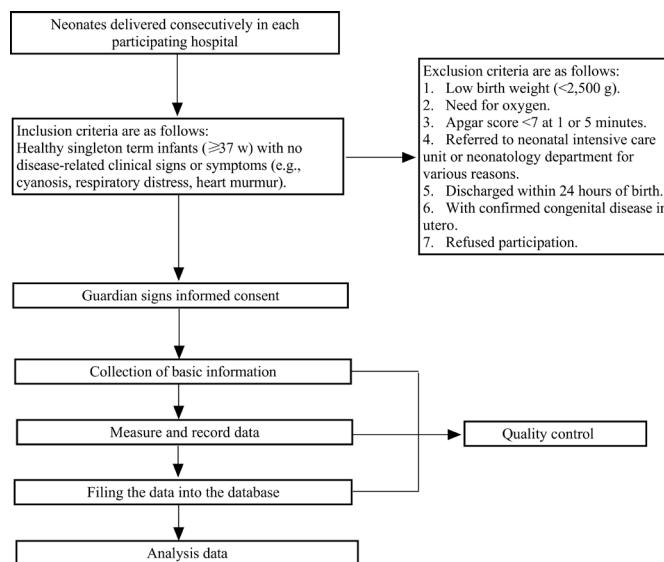 Neonates delivered consecutively in each
participating hospital
Inclusion criteria are as follows:
Healthy singleton term infants (⩾37 w) with no
disease-related clinical signs or symptoms (e.g.,
cyanosis, respiratory distress, heart murmur).
Exclusion criteria are as follows:
1. Low birth weight (<2,500 g).
2. Need for oxygen.
3. Apgar score <7 at 1 or 5 minutes.
4. Referred to neonatal intensive care
unit or neonatology department for
various reasons.
5. Discharged within 24 hours of birth.
6. With confirmed congenital disease in
utero.
7. Refused participation.
Guardian signs informed consent
Collection of basic information
Measure and record data
Quality control
Filing the data into the database
Analysis data